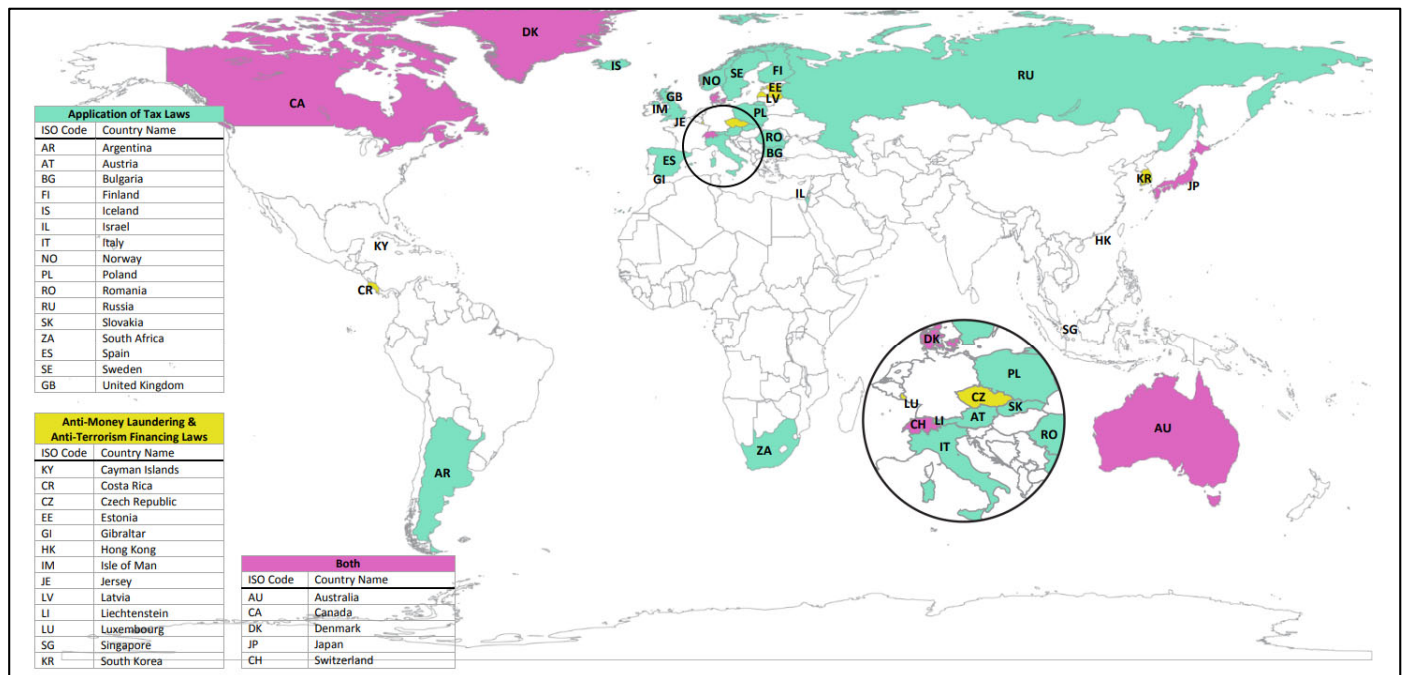 Application of Tax Laws
ISO Code Country Name
AR Argentina
AT Austria
BG Bulgaria
FI Finland
IS Iceland
IL Israel
IT Italy
NO Norway
PL Poland
RO Romania
RU Russia
SK Slovakia
ZA South Africa
ES Spain
SE Sweden
GB United Kingdom
Anti-Money Laundering &
Anti-Terrorism Financing Laws
ISO Code Country Name
KY Cayman Islands
CR Costa Rica
CZ Czech Republic
EE Estonia
GI Gibraltar
HK Hong Kong
IM Isle of Man
JE Jersey
LV Latvia
LI Liechtenstein
LU Luxembourg
SG Singapore
KR South Korea
Both
ISO Code Country Name
AU Australia
CA Canada
DK Denmark
JP Japan
CH Switzerland
DK
CA
IS
NO
SE
FI
RU
EE
LV
GB
IM
JE
PL
RO
BG
ES
GI
IL
KR
JP
HK
KY
CR
SG
AR
ZA
AU
DK
PL
LU
CZ
SK
AT
LI
CH
IT
RO